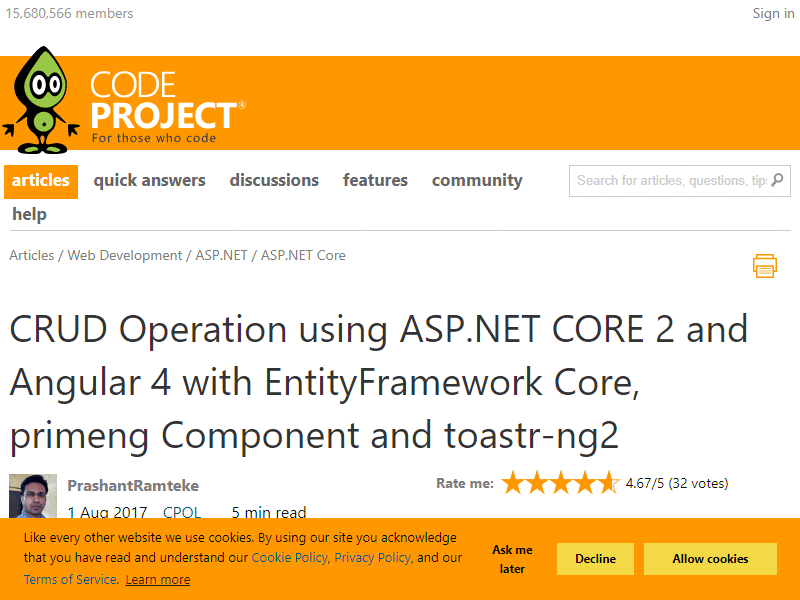 15,680,566 members
Sign in
CODE
PROJECT®
For those who code
articles quick answers discussions features community
Search for articles, questions, tips
help
Articles / Web Development / ASP.NET / ASP.NET Core
CRUD Operation using ASP.NET CORE 2 and
Angular 4 with EntityFramework Core,
primeng Component and toastr-ng2
PrashantRamteke
Rate me: 4.67/5 (32 votes)
1 Aug 2017 CPOL 5 min read
Like every other website we use cookies. By using our site you acknowledge
that you have read and understand our Cookie Policy, Privacy Policy, and our
Terms of Service. Learn more
Ask me
later
Decline
Allow cookies